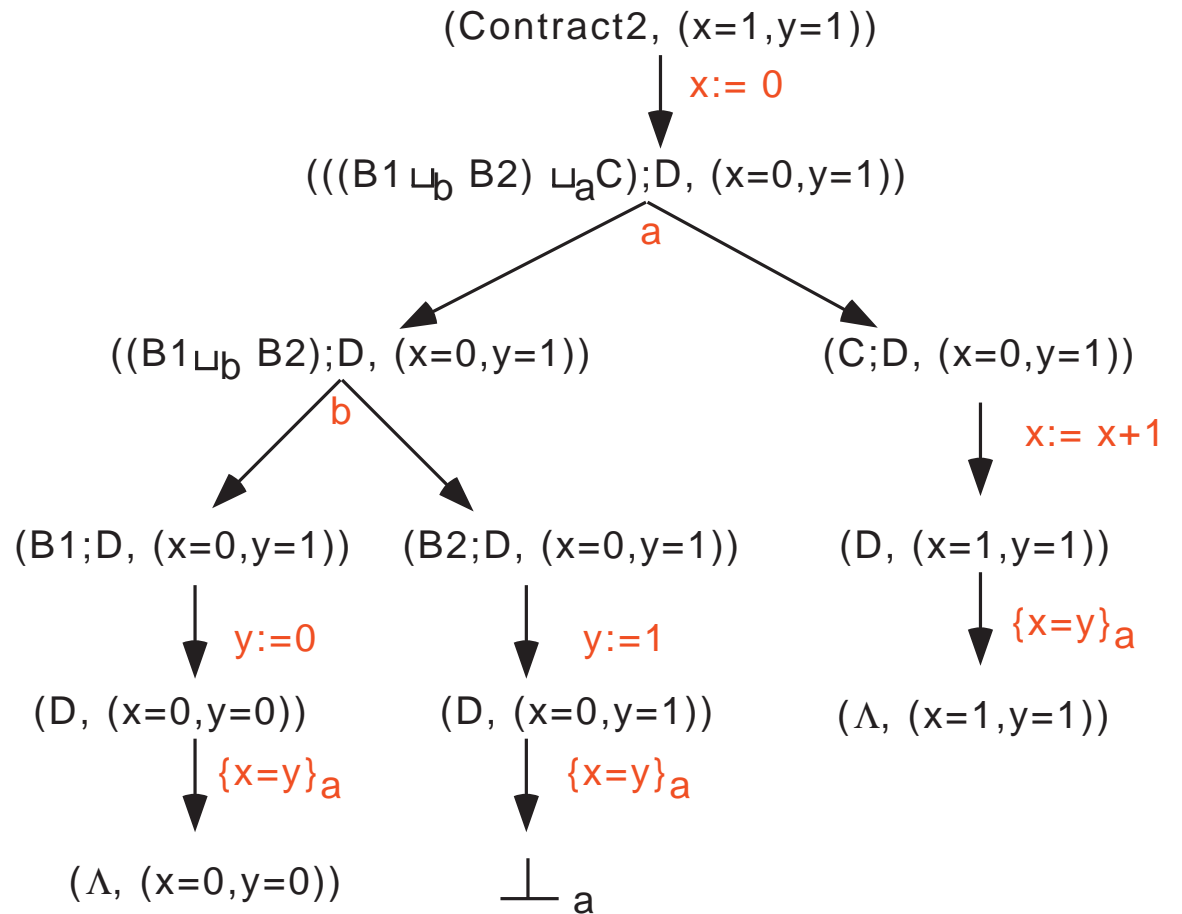 (Contract2, (x=1,y=1))
x:= 0
(((B1⊔b B2) ⊔aC);D, (x=0,y=1))
a
((B1⊔b B2);D, (x=0,y=1)) (C;D, (x=0,y=1))
b x:= x+1
(B1;D, (x=0,y=1)) (B2;D, (x=0,y=1)) (D, (x=1,y=1))
y:=0 y:=1 {x=y}a
(D, (x=0,y=0)) (D, (x=0,y=1)) (Λ, (x=1,y=1))
{x=y}a {x=y}a
(Λ, (x=0,y=0)) ⊥a